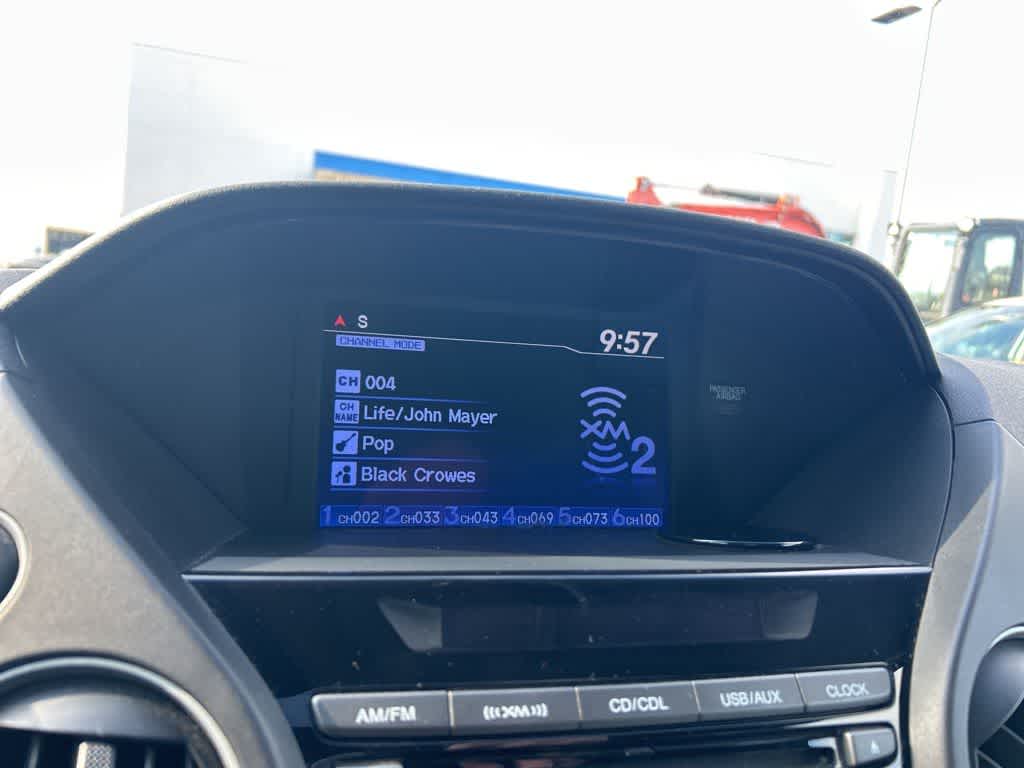 S
9:57
CHANNEL MODE
CH 004
CH NAME Life/John Mayer
Pop
Black Crowes
XM 2
1 CH002 2 CH033 3 CH043 4 CH069 5 CH073 6 CH100
PASSENGER
AIRBAG
AM/FM (((XM))) CD/CDL USB/AUX CLOCK